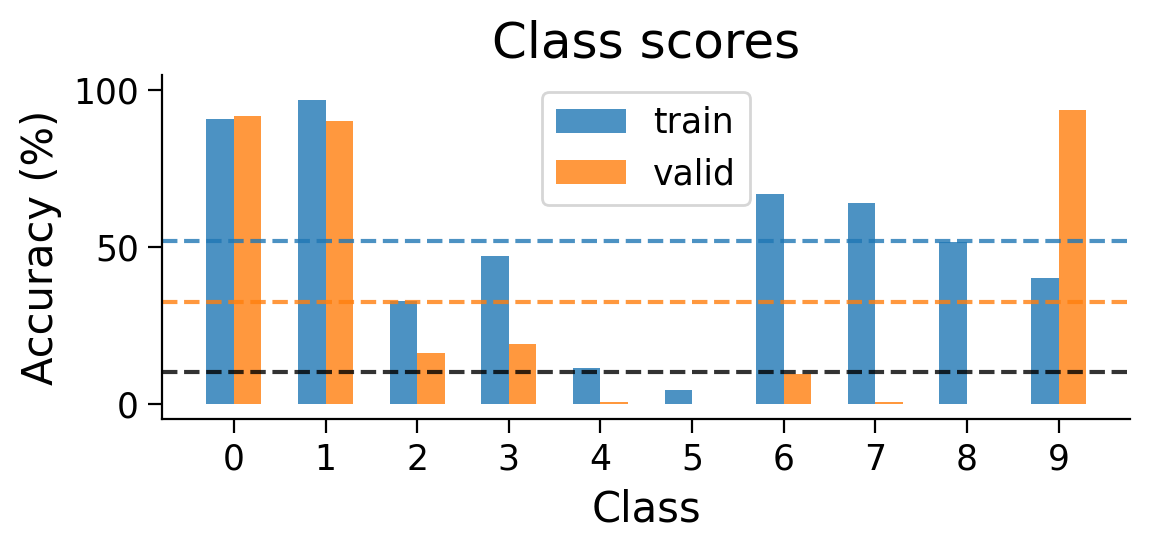 Class scores
Accuracy (%)
100
50
0
train
valid
0 1 2 3 4 5 6 7 8 9
Class